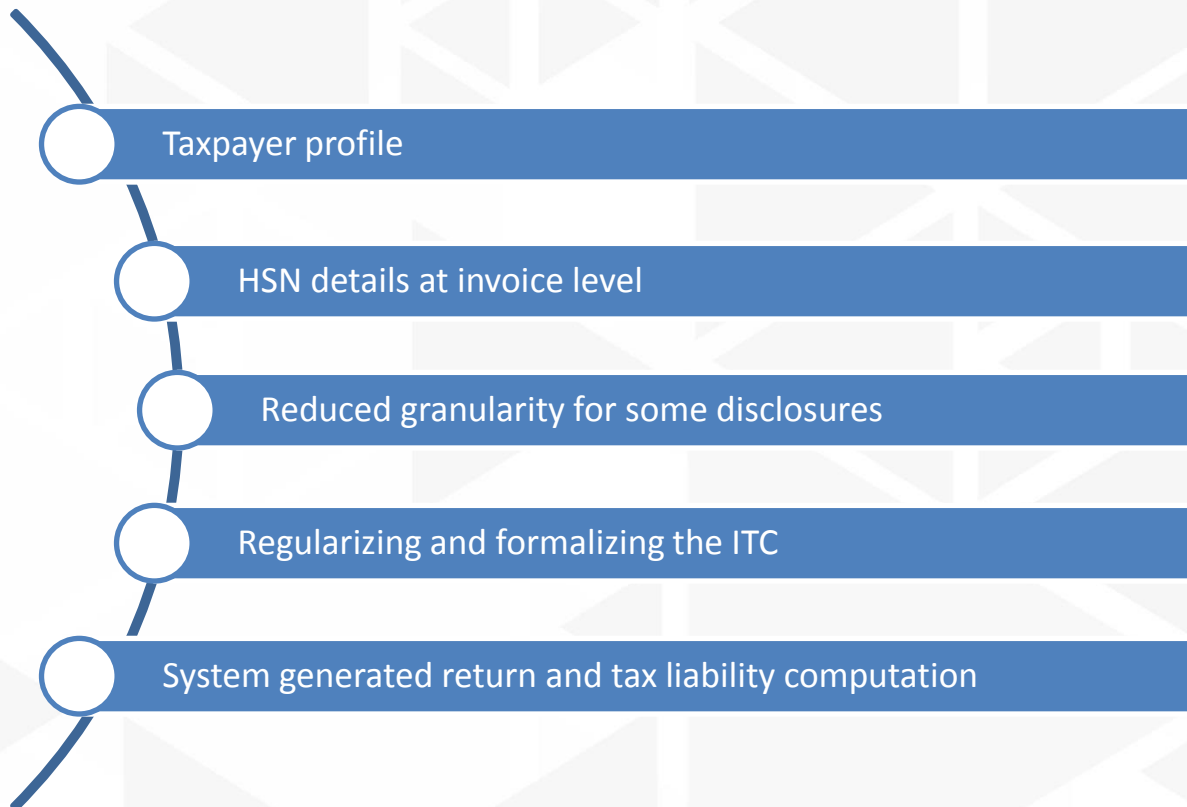 Taxpayer profile
HSN details at invoice level
Reduced granularity for some disclosures
Regularizing and formalizing the ITC
System generated return and tax liability computation